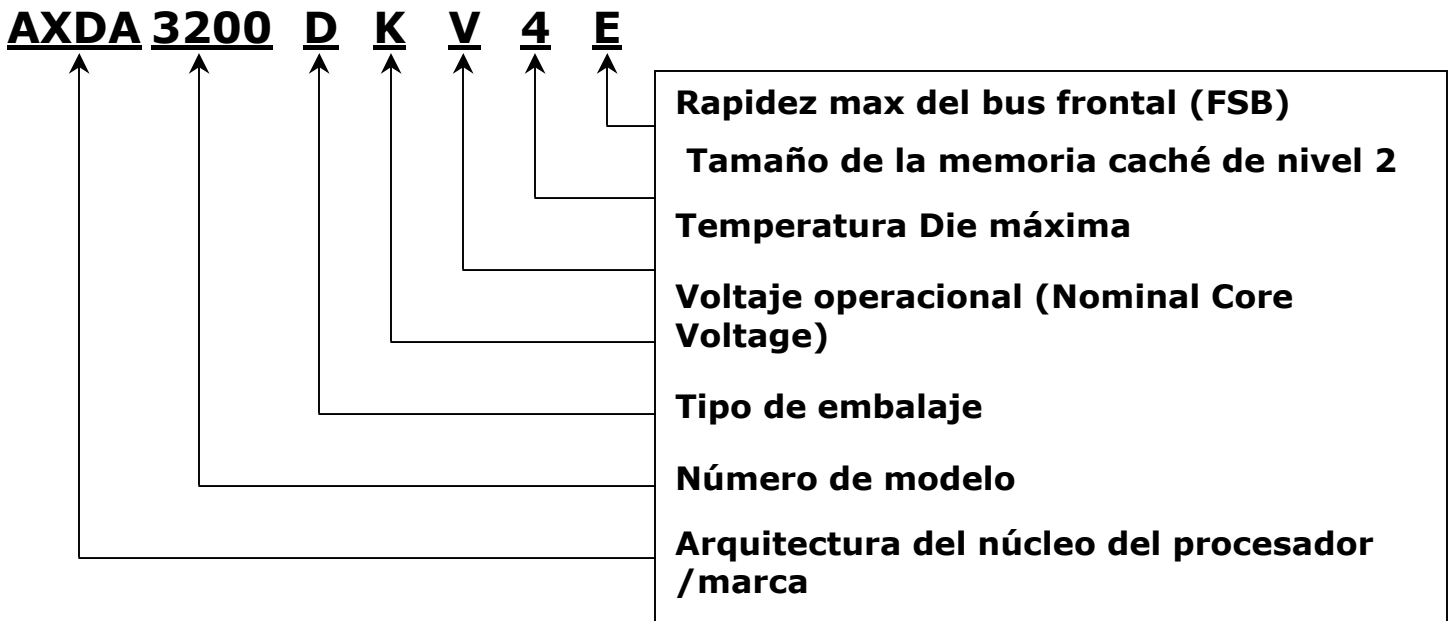 AXDA 3200 D K V 4 E
Rapidez max del bus frontal (FSB)
Tamaño de la memoria caché de nivel 2
Temperatura Die máxima
Voltaje operacional (Nominal Core
Voltage)
Tipo de embalaje
Número de modelo
Arquitectura del núcleo del procesador
/marca